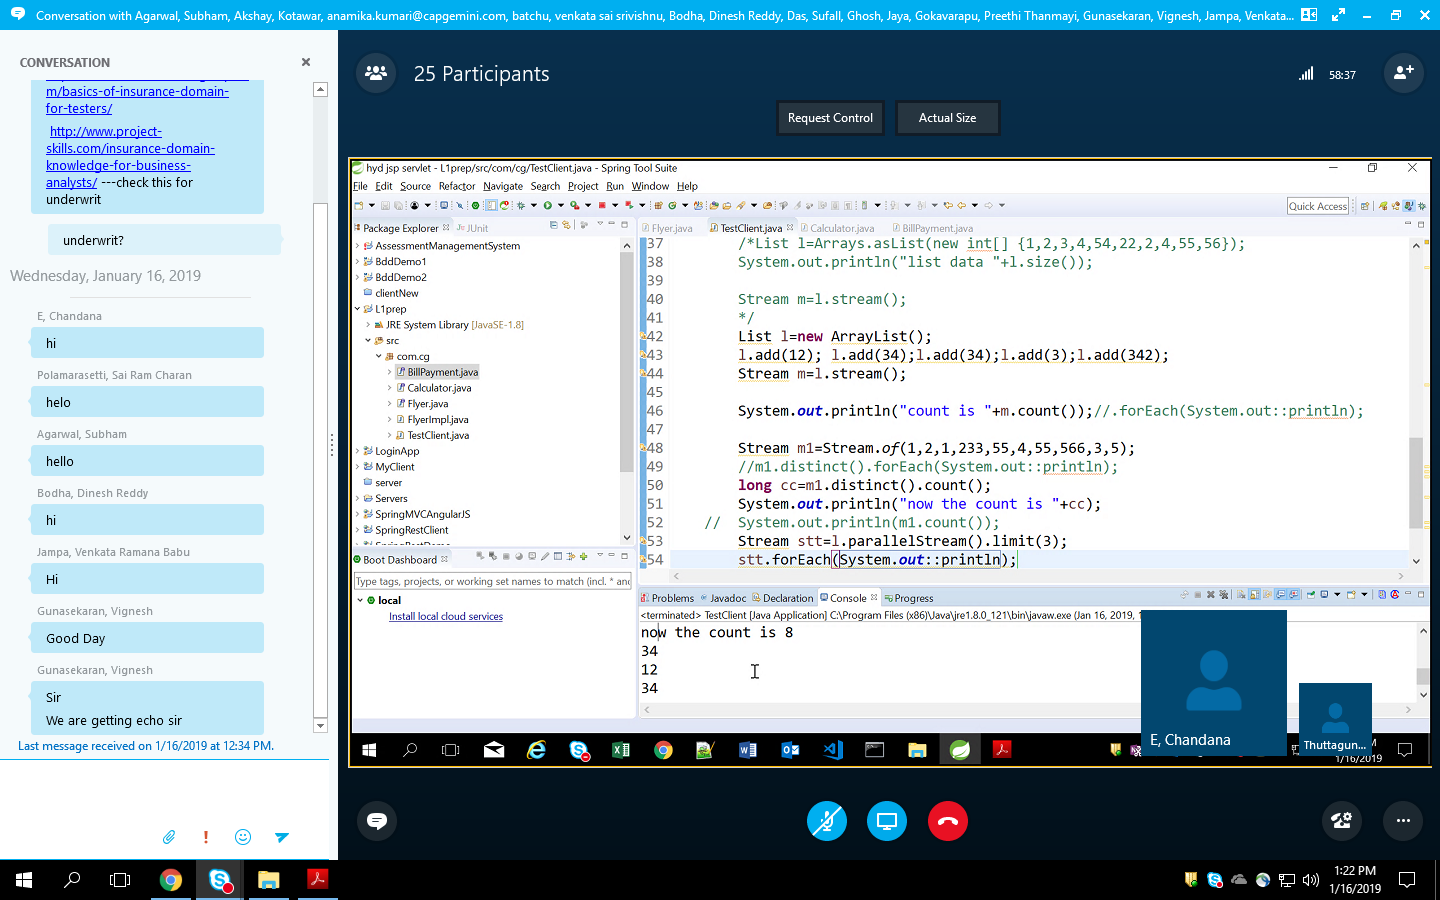 Conversation with Agarwal, Subham, Akshay, Kotawar, anamika.kumari@capgemini.com, batchu, venkata sai srivishnu, Bodha, Dinesh Reddy, Das, Sufall, Ghosh, Jaya, Gokavarapu, Preethi Thanmayi, Gunasekaran, Vignesh, Jampa, Venkata...
CONVERSATION
m/basics-of-insurance-domain-
for-testers/
http://www.project-
skills.com/insurance-domain-
knowledge-for-business-
analysts/ ---check this for
underwrit
underwrit?
Wednesday, January 16, 2019
E, Chandana
hi
Polamarasetti, Sai Ram Charan
helo
Agarwal, Subham
hello
Bodha, Dinesh Reddy
hi
Jampa, Venkata Ramana Babu
Hi
Gunasekaran, Vignesh
Good Day
Gunasekaran, Vignesh
Sir
We are getting echo sir
Last message received on 1/16/2019 at 12:34 PM.
25 Participants
58:37
Request Control
Actual Size
hyd jsp servlet - L1prep/src/com/cg/TestClient.java - Spring Tool Suite
File Edit Source Refactor Navigate Search Project Run Window Help
Quick Access
Package Explorer
JUnit
AssessmentManagementSystem
BddDemo1
BddDemo2
clientNew
L1prep
JRE System Library [JavaSE-1.8]
src
com.cg
BillPayment.java
Calculator.java
Flyer.java
FlyerImpl.java
TestClient.java
LoginApp
MyClient
server
Servers
SpringMVCAngularJS
SpringRestClient
Boot Dashboard
Type tags, projects, or working set names to match (incl. * and
local
Install local cloud services
Flyer.java TestClient.java Calculator.java BillPayment.java
37 /*List l=Arrays.asList(new int[] {1,2,3,4,54,22,2,4,55,56});
38 System.out.println("list data "+l.size());
39
40 Stream m=l.stream();
41 */
42 List l=new ArrayList();
43 l.add(12); l.add(34);l.add(34);l.add(3);l.add(342);
44 Stream m=l.stream();
45
46 System.out.println("count is "+m.count());//.forEach(System.out::println);
47
48 Stream m1=Stream.of(1,2,1,233,55,4,55,566,3,5);
49 //m1.distinct().forEach(System.out::println);
50 long cc=m1.distinct().count();
51 System.out.println("now the count is "+cc);
52 // System.out.println(m1.count());
53 Stream stt=l.parallelStream().limit(3);
54 stt.forEach(System.out::println);
Problems Javadoc Declaration Console Progress
<terminated> TestClient [Java Application] C:\Program Files (x86)\Java\jre1.8.0_121\bin\javaw.exe (Jan 16, 2019, 1
now the count is 8
34
12
34
E, Chandana
Thuttagun...
1/16/2019
1:22 PM
1/16/2019